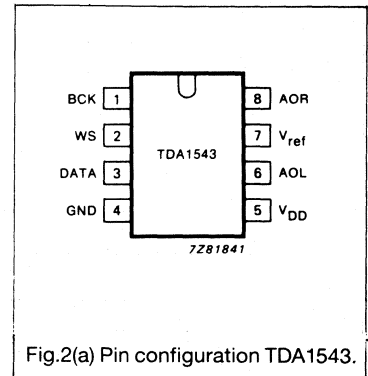 BCK 1 8 AOR
WS 2 7 Vref
TDA1543
DATA 3 6 AOL
GND 4 5 VDD
7Z81841
Fig.2(a) Pin configuration TDA1543.